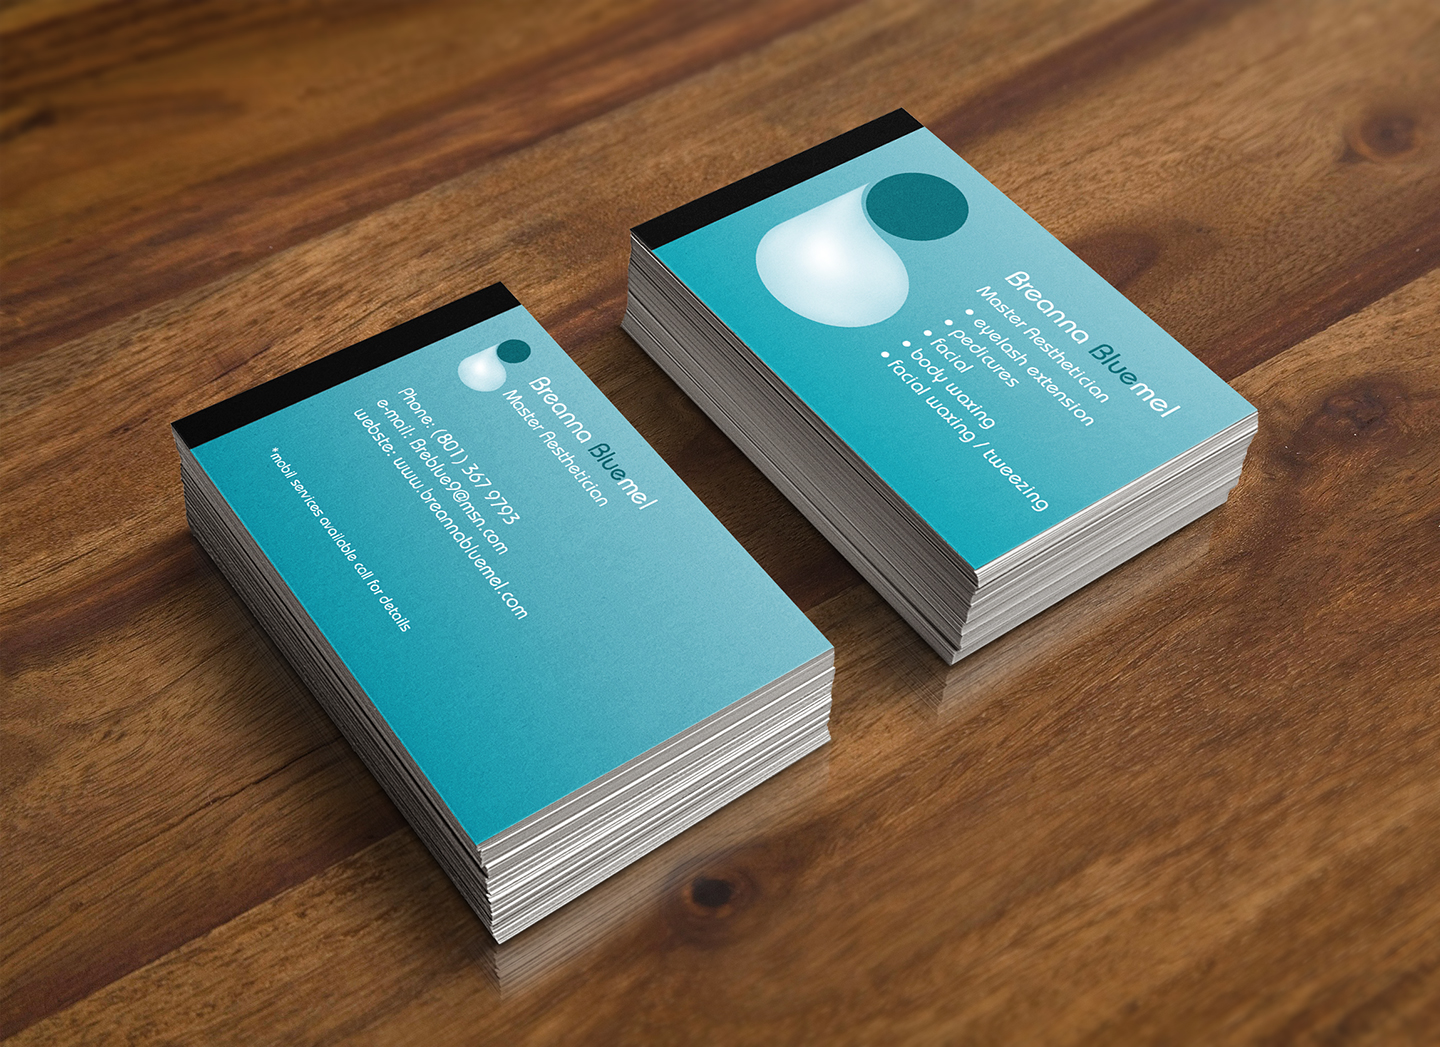 Breanna Bluemel
Master Aesthetician
Phone: (801) 367 9793
e-mail: Breblue9@msn.com
webste: www.breannabluemel.com
*mobil services available call for details
Breanna Bluemel
Master Aesthetician
• eyelash extension
• pedicures
• facial
• body waxing
• facial waxing / tweezing